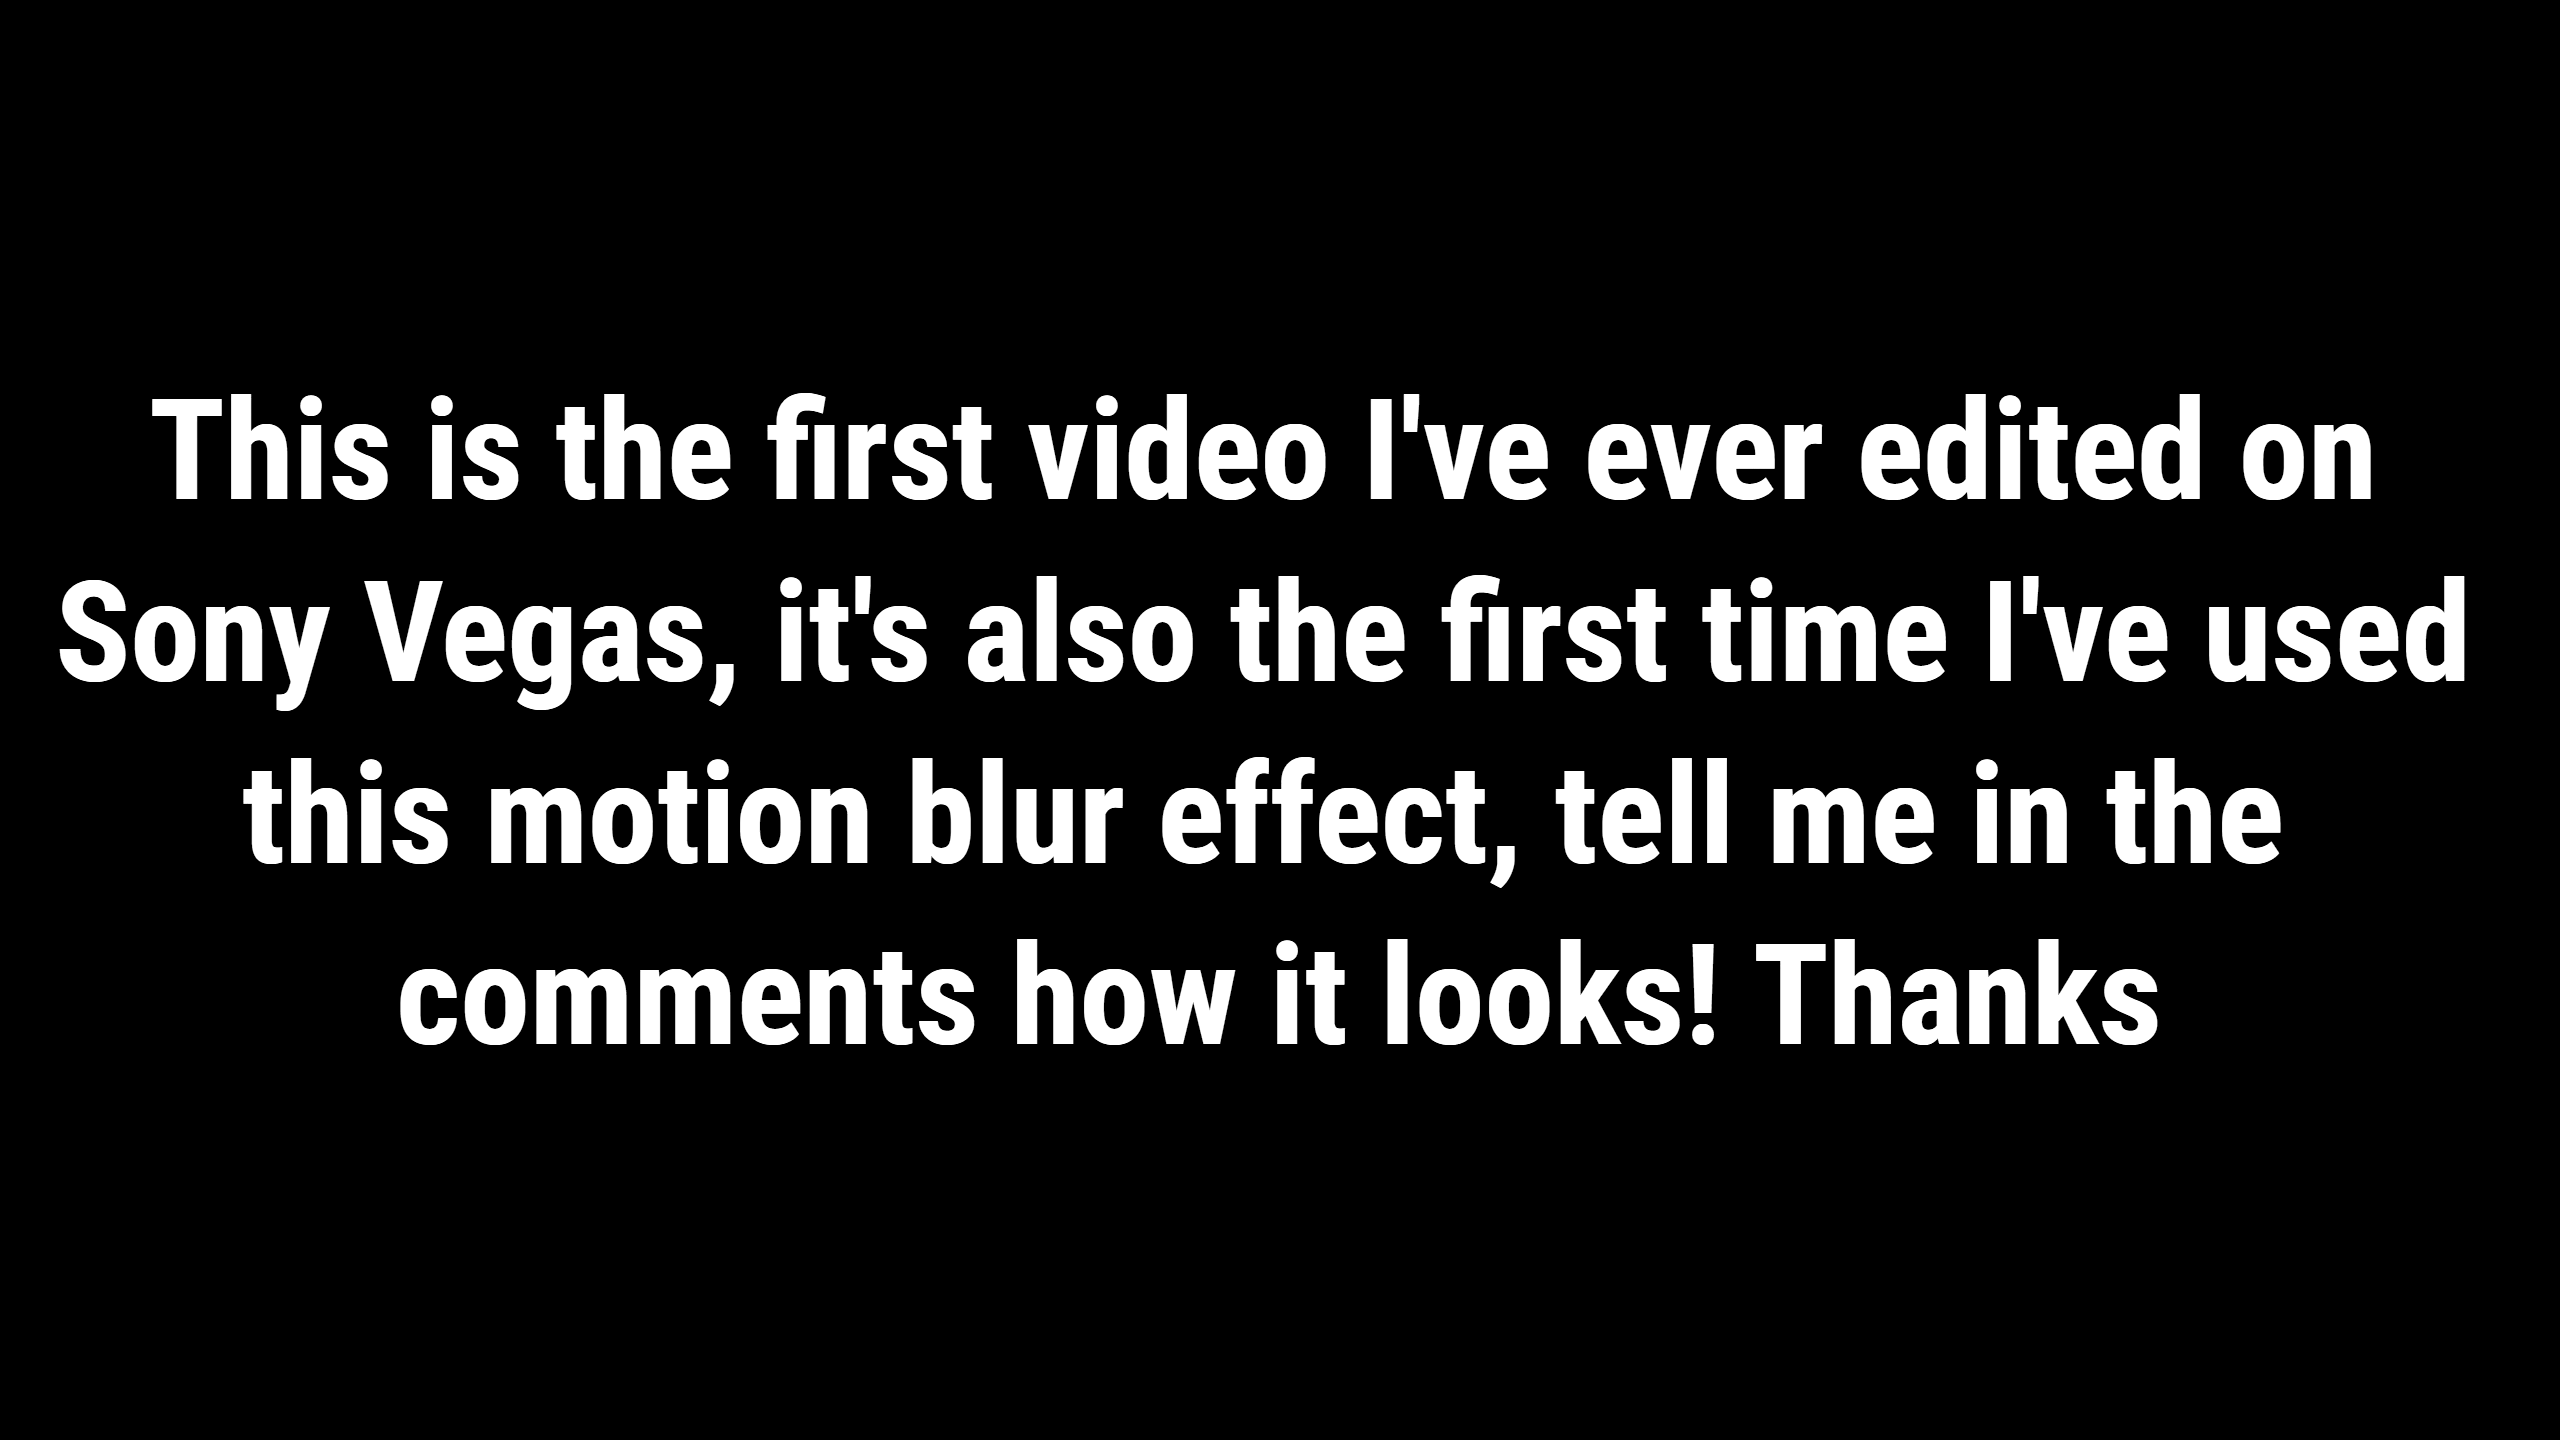 This is the first video I've ever edited on
Sony Vegas, it's also the first time I've used
this motion blur effect, tell me in the
comments how it looks! Thanks